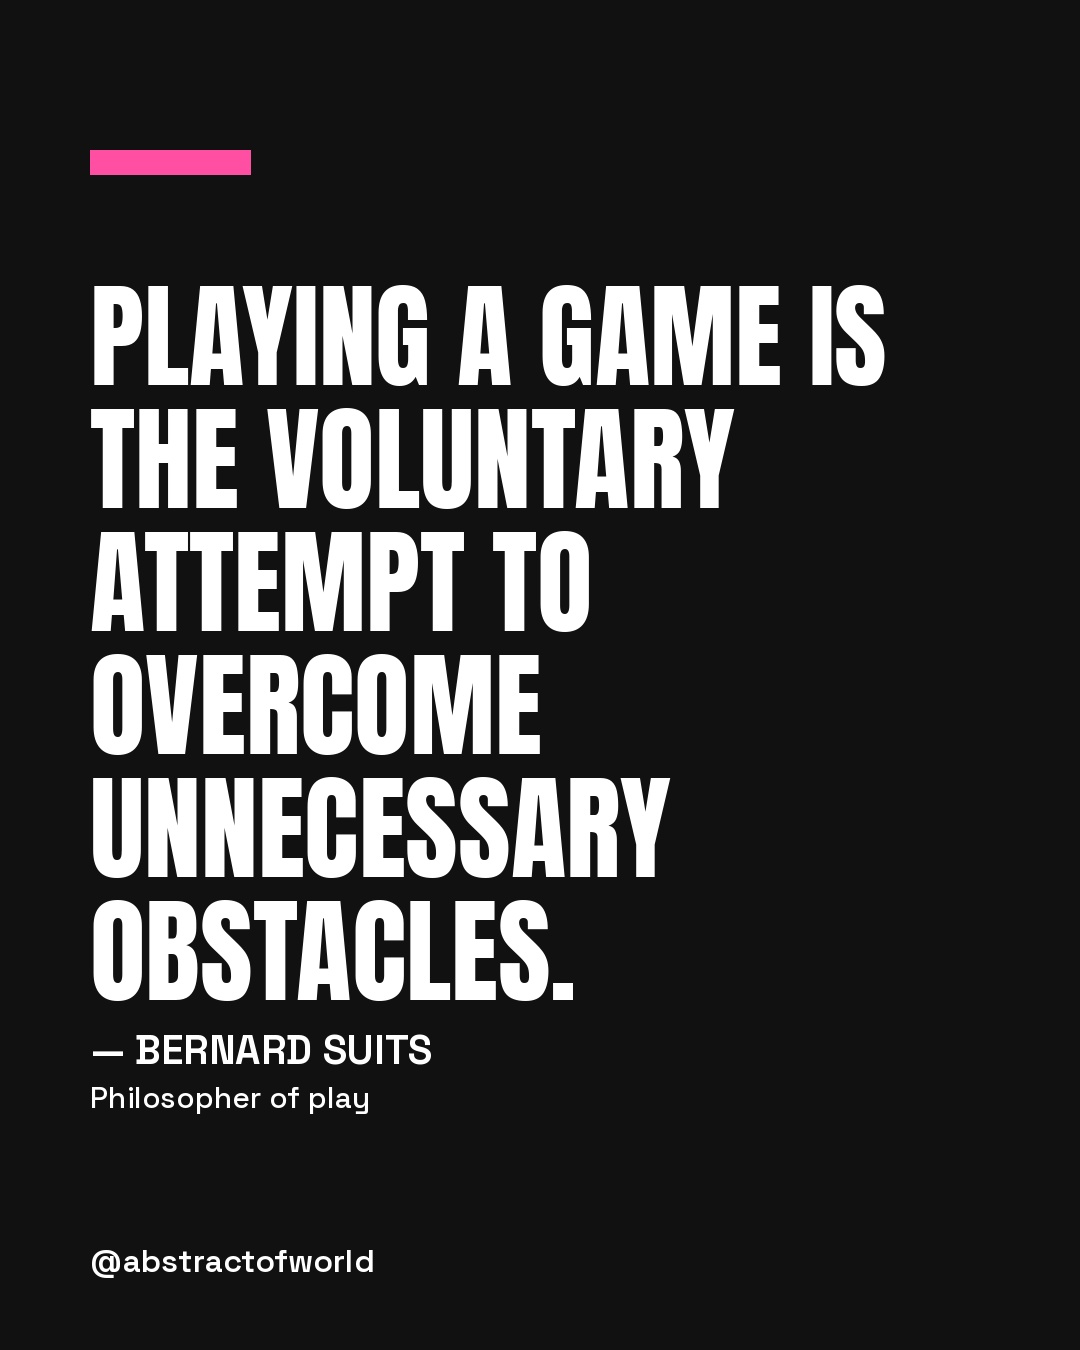 PLAYING A GAME IS
THE VOLUNTARY
ATTEMPT TO
OVERCOME
UNNECESSARY
OBSTACLES.
— BERNARD SUITS
Philosopher of play
@abstractofworld